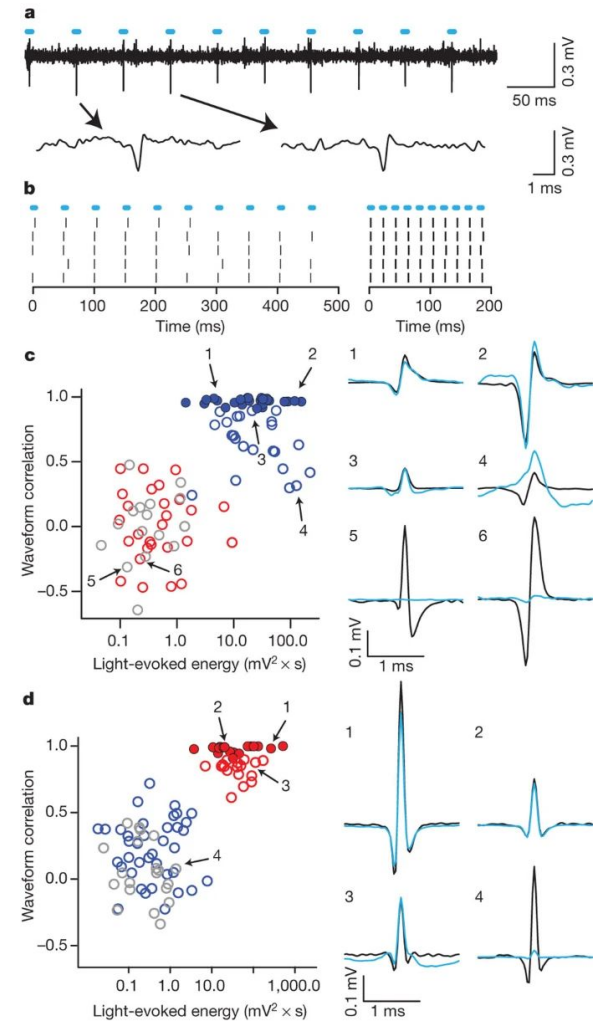 a
0.3 mV
50 ms
0.3 mV
1 ms
b
0 100 200 300 400 500
Time (ms)
0 100 200
Time (ms)
c
1 2
1.0
0.5
0.0
−0.5
Waveform correlation
3
4
5
6
0.1 1.0 10.0 100.0
Light-evoked energy (mV² × s)
1 2
3 4
5 6
0.1 mV
1 ms
d
2 1
1.0
0.5
0.0
−0.5
Waveform correlation
3
4
0.1 1.0 10.0 1,000.0
Light-evoked energy (mV² × s)
1 2
3 4
0.1 mV
1 ms